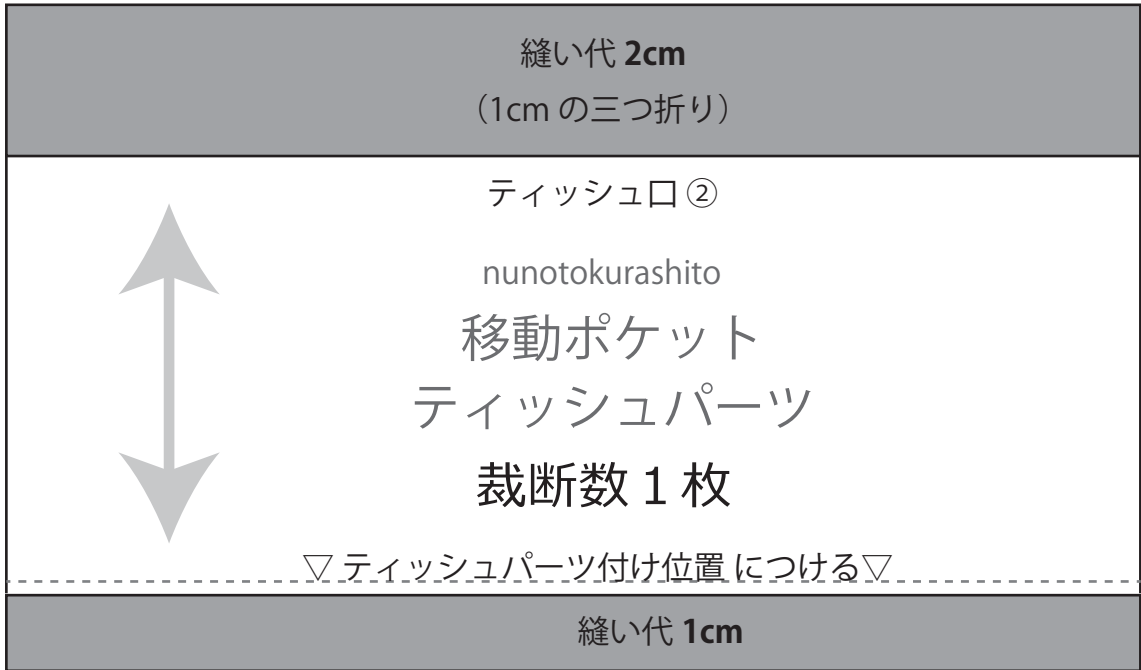 縫い代 2cm
（1cm の三つ折り）
ティッシュ口 ②
nunotokurashito
移動ポケット
ティッシュパーツ
裁断数 1 枚
▽ ティッシュパーツ付け位置 につける▽
縫い代 1cm